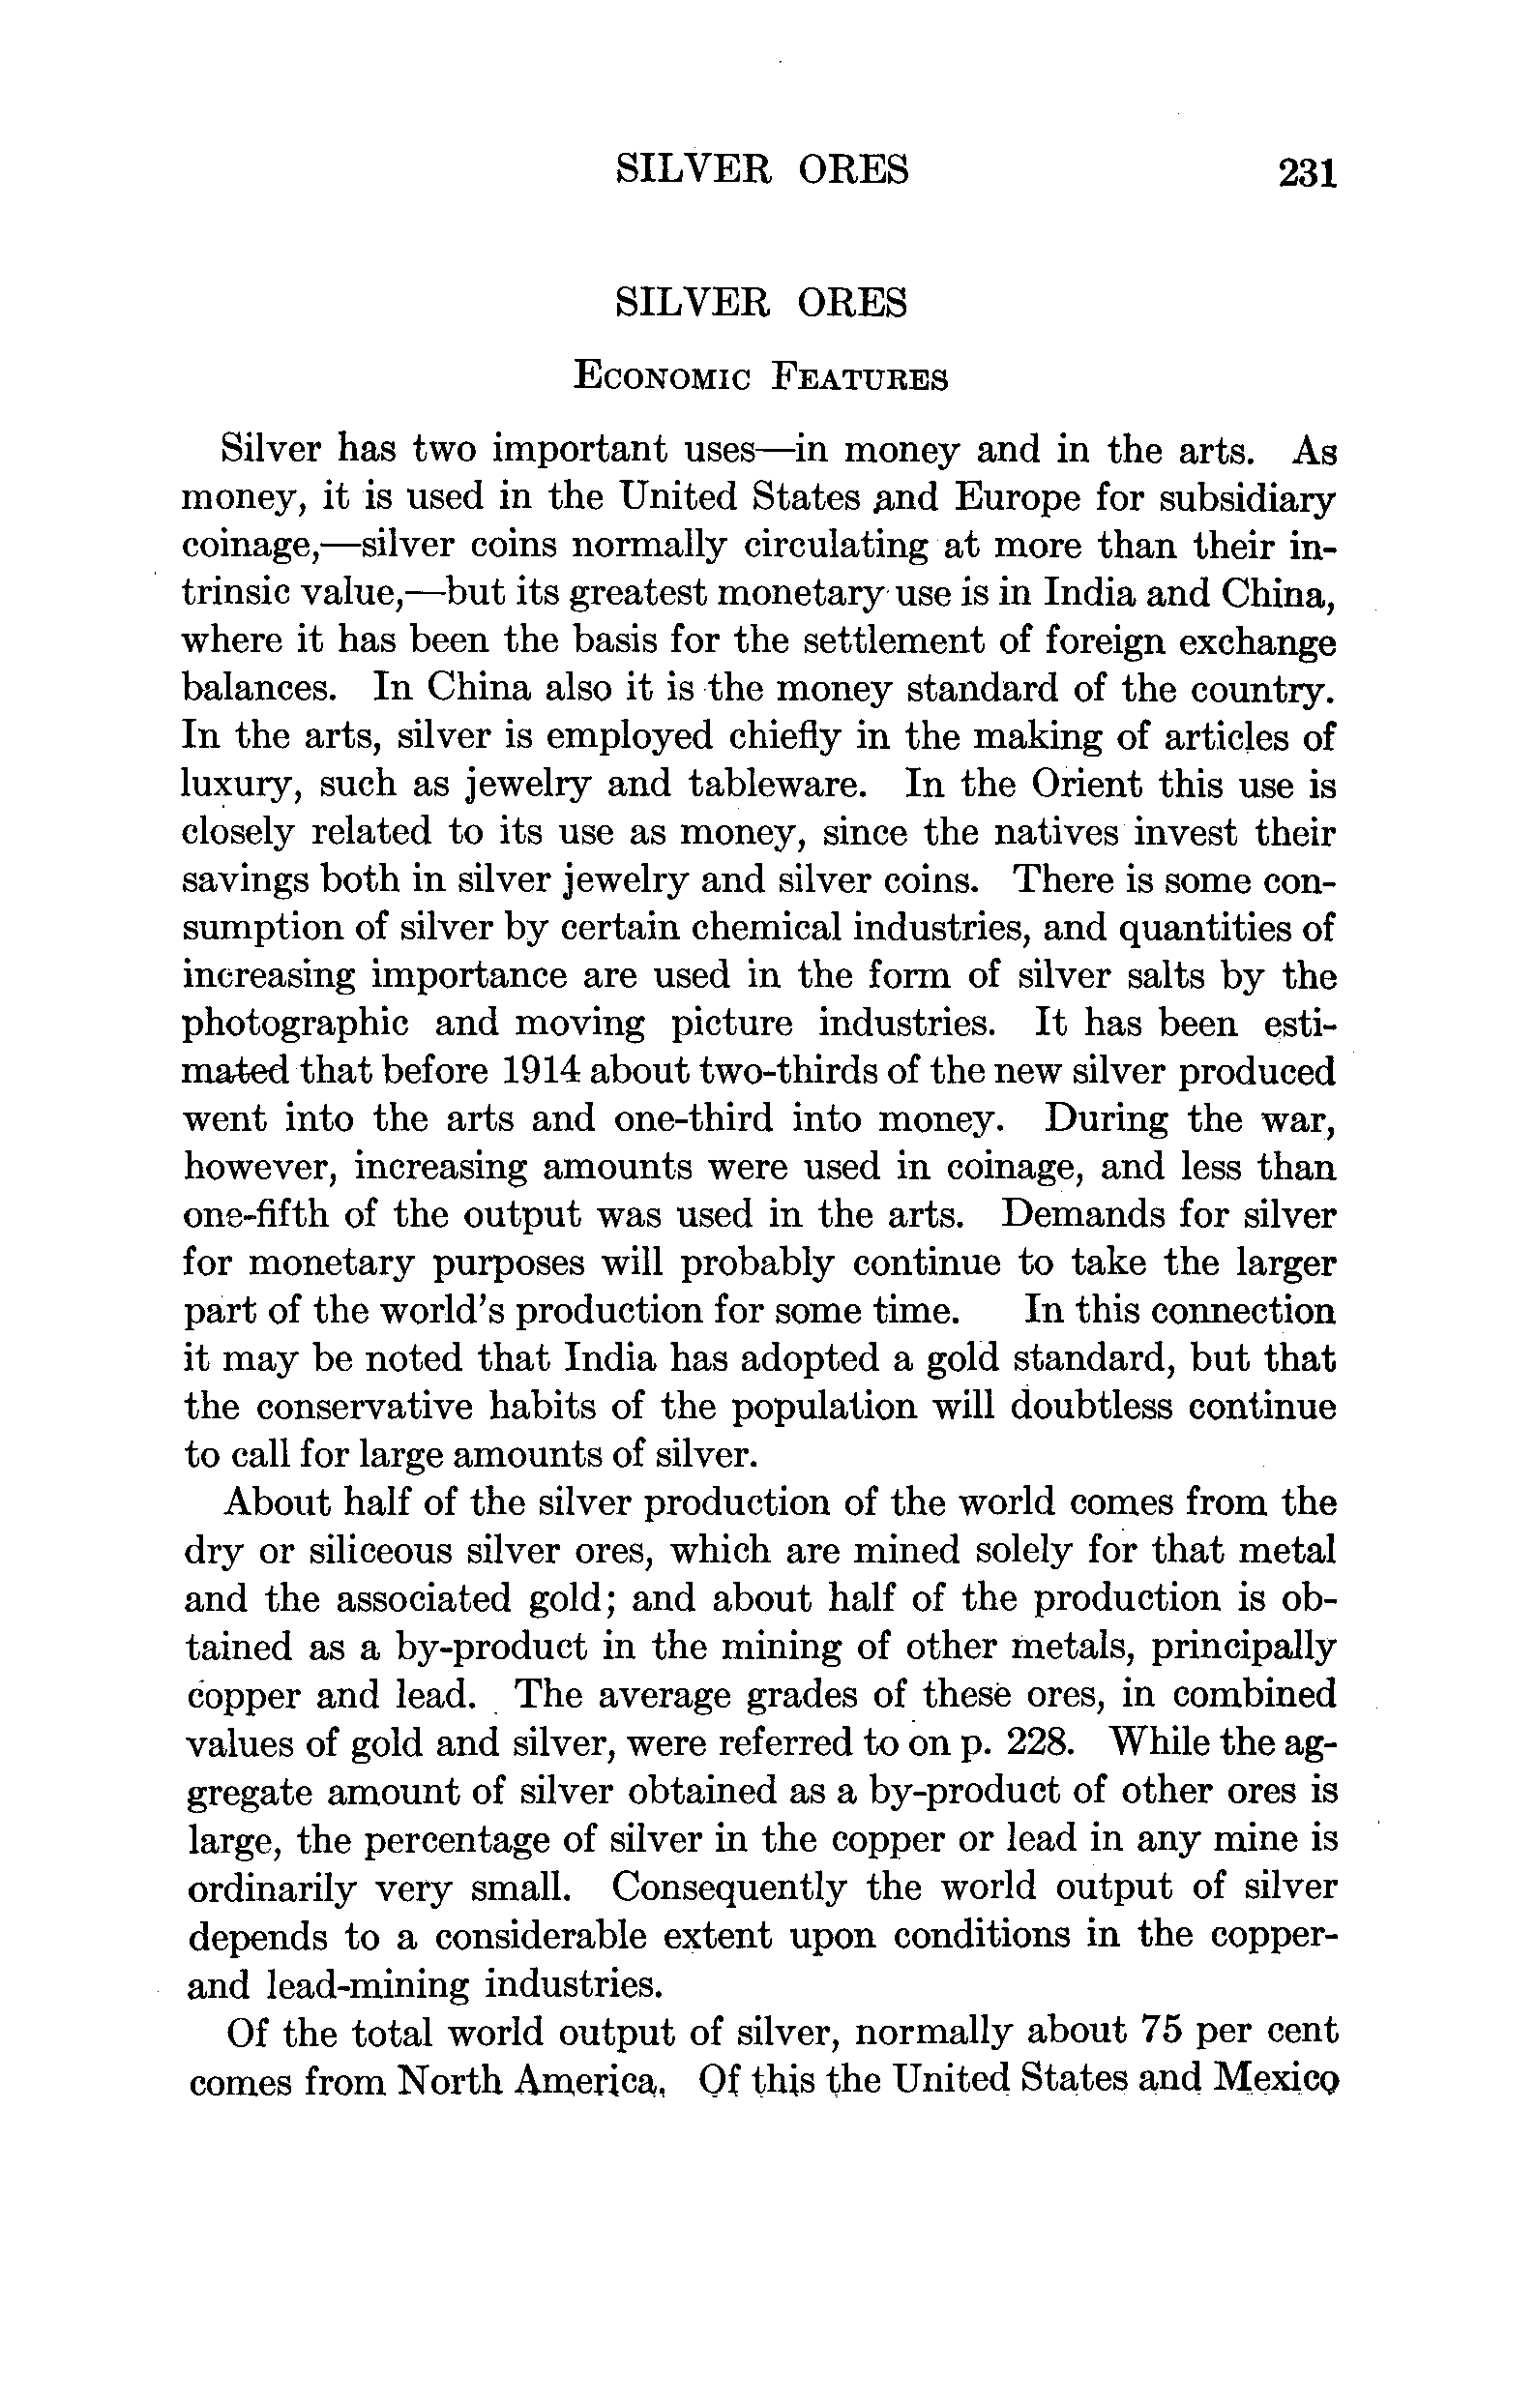 SILVER ORES 231
SILVER ORES
ECONOMIC FEATURES
Silver has two important uses—in money and in the arts. As
money, it is used in the United States and Europe for subsidiary
coinage,—silver coins normally circulating at more than their in-
trinsic value,—but its greatest monetary use is in India and China,
where it has been the basis for the settlement of foreign exchange
balances. In China also it is the money standard of the country.
In the arts, silver is employed chiefly in the making of articles of
luxury, such as jewelry and tableware. In the Orient this use is
closely related to its use as money, since the natives invest their
savings both in silver jewelry and silver coins. There is some con-
sumption of silver by certain chemical industries, and quantities of
increasing importance are used in the form of silver salts by the
photographic and moving picture industries. It has been esti-
mated that before 1914 about two-thirds of the new silver produced
went into the arts and one-third into money. During the war,
however, increasing amounts were used in coinage, and less than
one-fifth of the output was used in the arts. Demands for silver
for monetary purposes will probably continue to take the larger
part of the world's production for some time. In this connection
it may be noted that India has adopted a gold standard, but that
the conservative habits of the population will doubtless continue
to call for large amounts of silver.
About half of the silver production of the world comes from the
dry or siliceous silver ores, which are mined solely for that metal
and the associated gold; and about half of the production is ob-
tained as a by-product in the mining of other metals, principally
copper and lead. The average grades of these ores, in combined
values of gold and silver, were referred to on p. 228. While the ag-
gregate amount of silver obtained as a by-product of other ores is
large, the percentage of silver in the copper or lead in any mine is
ordinarily very small. Consequently the world output of silver
depends to a considerable extent upon conditions in the copper-
and lead-mining industries.
Of the total world output of silver, normally about 75 per cent
comes from North America. Of this the United States and Mexico